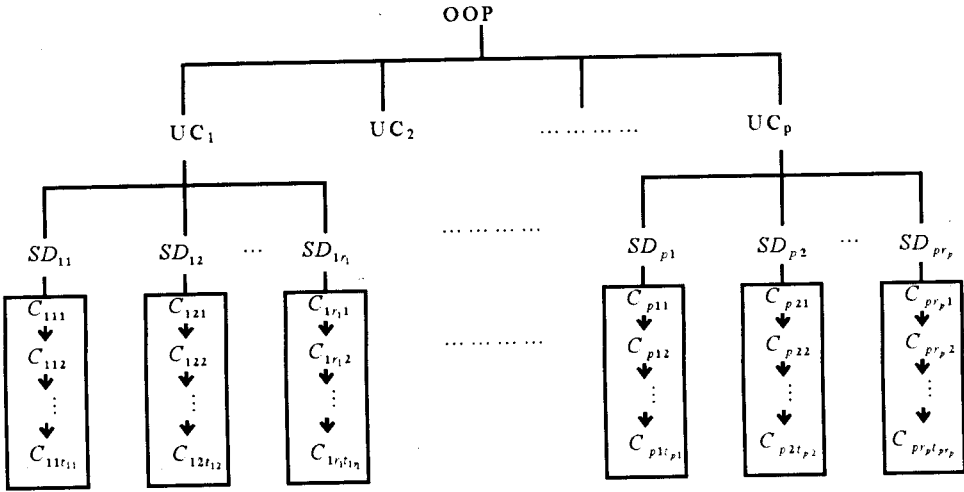 OOP
UC₁ UC₂ ………… UCₚ
………
SD₁₁ SD₁₂ … SD₁ᵣ₁ SDₚ₁ SDₚ₂ … SDₚᵣₚ
C₁₁₁ C₁₂₁ C₁ᵣ₁₁ Cₚ₁₁ Cₚ₂₁ Cₚᵣₚ₁
C₁₁₂ C₁₂₂ C₁ᵣ₁₂ ……… Cₚ₁₂ Cₚ₂₂ Cₚᵣₚ₂
⋮ ⋮ ⋮ ⋮ ⋮ ⋮
C₁₁ₜ₁₁ C₁₂ₜ₁₂ C₁ᵣ₁ₜ₁ᵣ₁ Cₚ₁ₜₚ₁ Cₚ₂ₜₚ₂ Cₚᵣₚₜₚᵣₚ